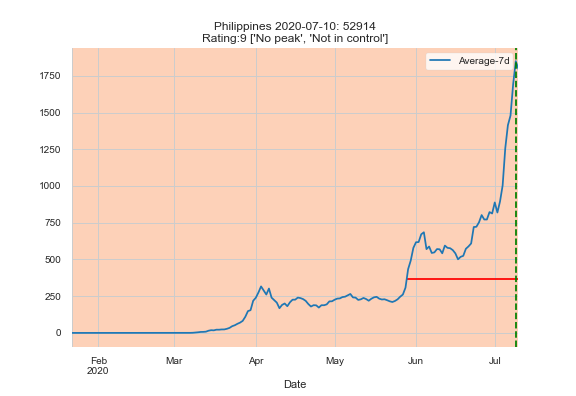 Philippines 2020-07-10: 52914
Rating:9 ['No peak', 'Not in control']
Average-7d
1750
1500
1250
1000
750
500
250
0
Feb Mar Apr May Jun Jul
2020
Date